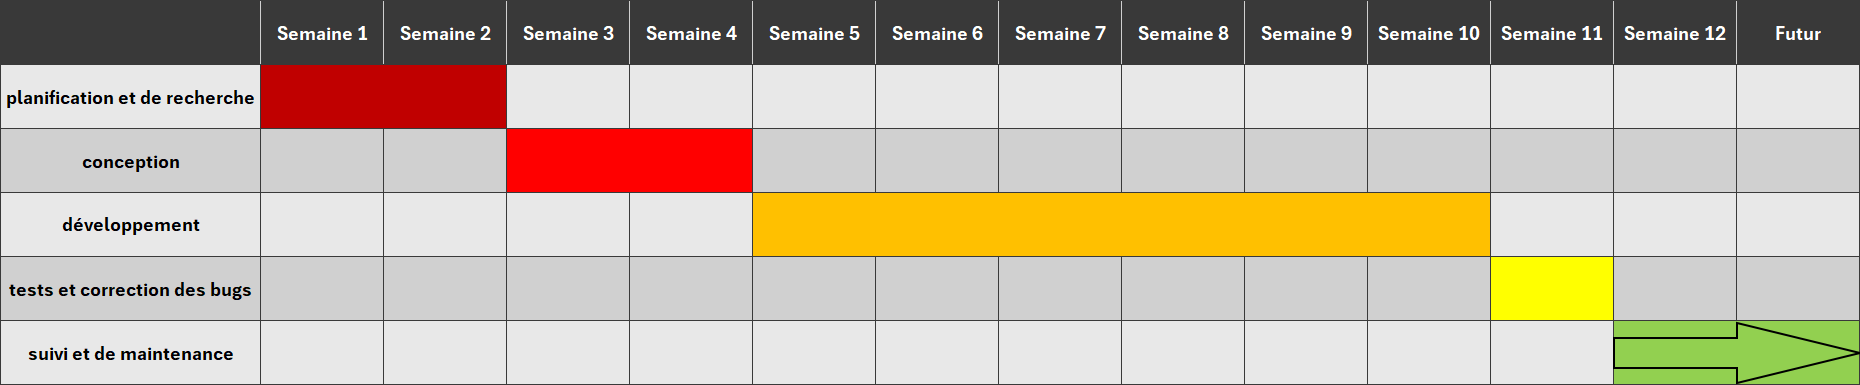 Semaine 1 Semaine 2 Semaine 3 Semaine 4 Semaine 5 Semaine 6 Semaine 7 Semaine 8 Semaine 9 Semaine 10 Semaine 11 Semaine 12 Futur
planification et de recherche
conception
développement
tests et correction des bugs
suivi et de maintenance